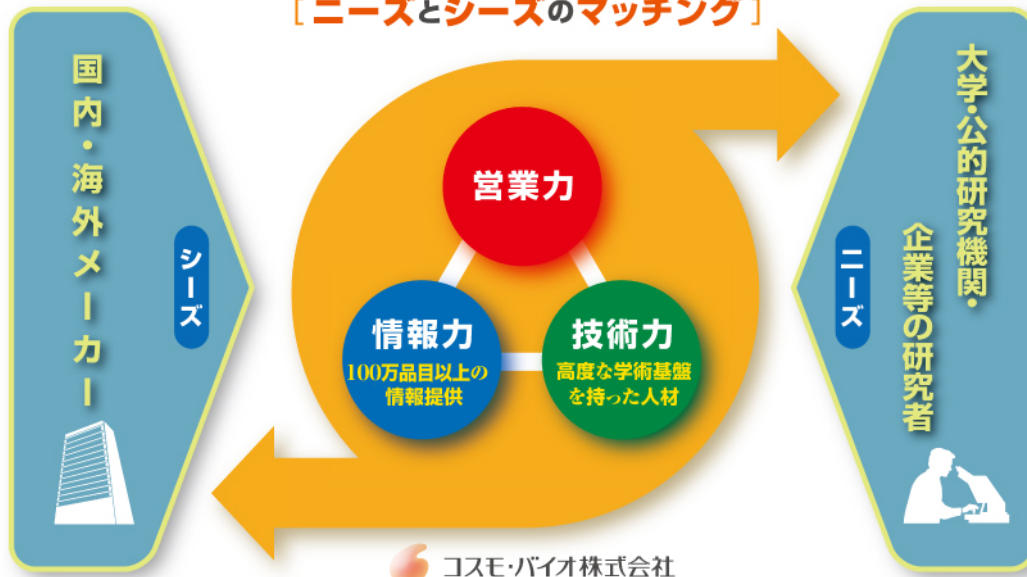 [ニーズとシーズのマッチング]
国内・海外メーカー
シーズ
営業力
情報力
100万品目以上の
情報提供
技術力
高度な学術基盤
を持った人材
ニーズ
大学・公的研究機関・
企業等の研究者
コスモ・バイオ株式会社